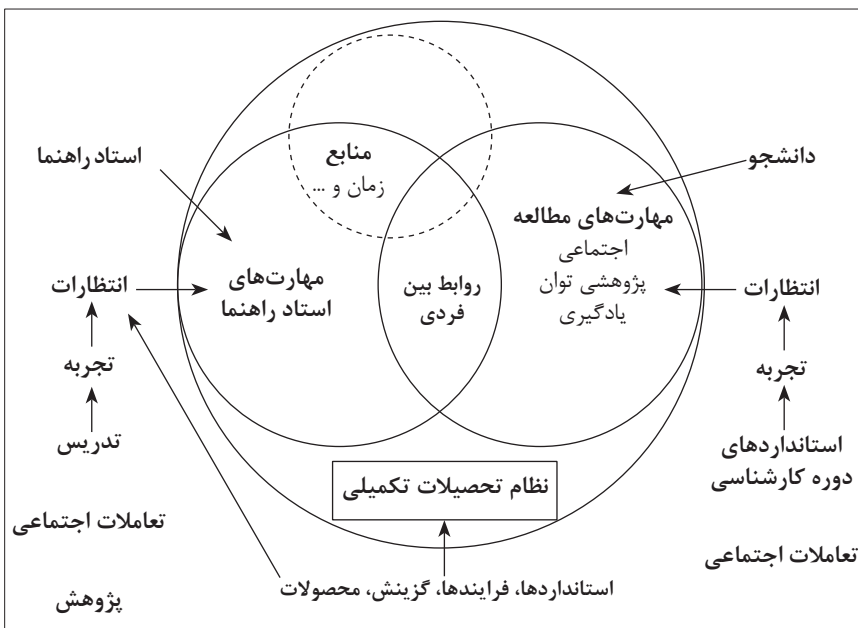 منابع
زمان و ...
استاد راهنما
دانشجو
مهارت‌های مطالعه
اجتماعی
پژوهشی توان
یادگیری
روابط بین
فردی
مهارت‌های
استاد راهنما
انتظارات
انتظارات
تجربه
تجربه
تدریس
استانداردهای
دوره کارشناسی
نظام تحصیلات تکمیلی
تعاملات اجتماعی
تعاملات اجتماعی
استانداردها، فرایندها، گزینش، محصولات
پژوهش